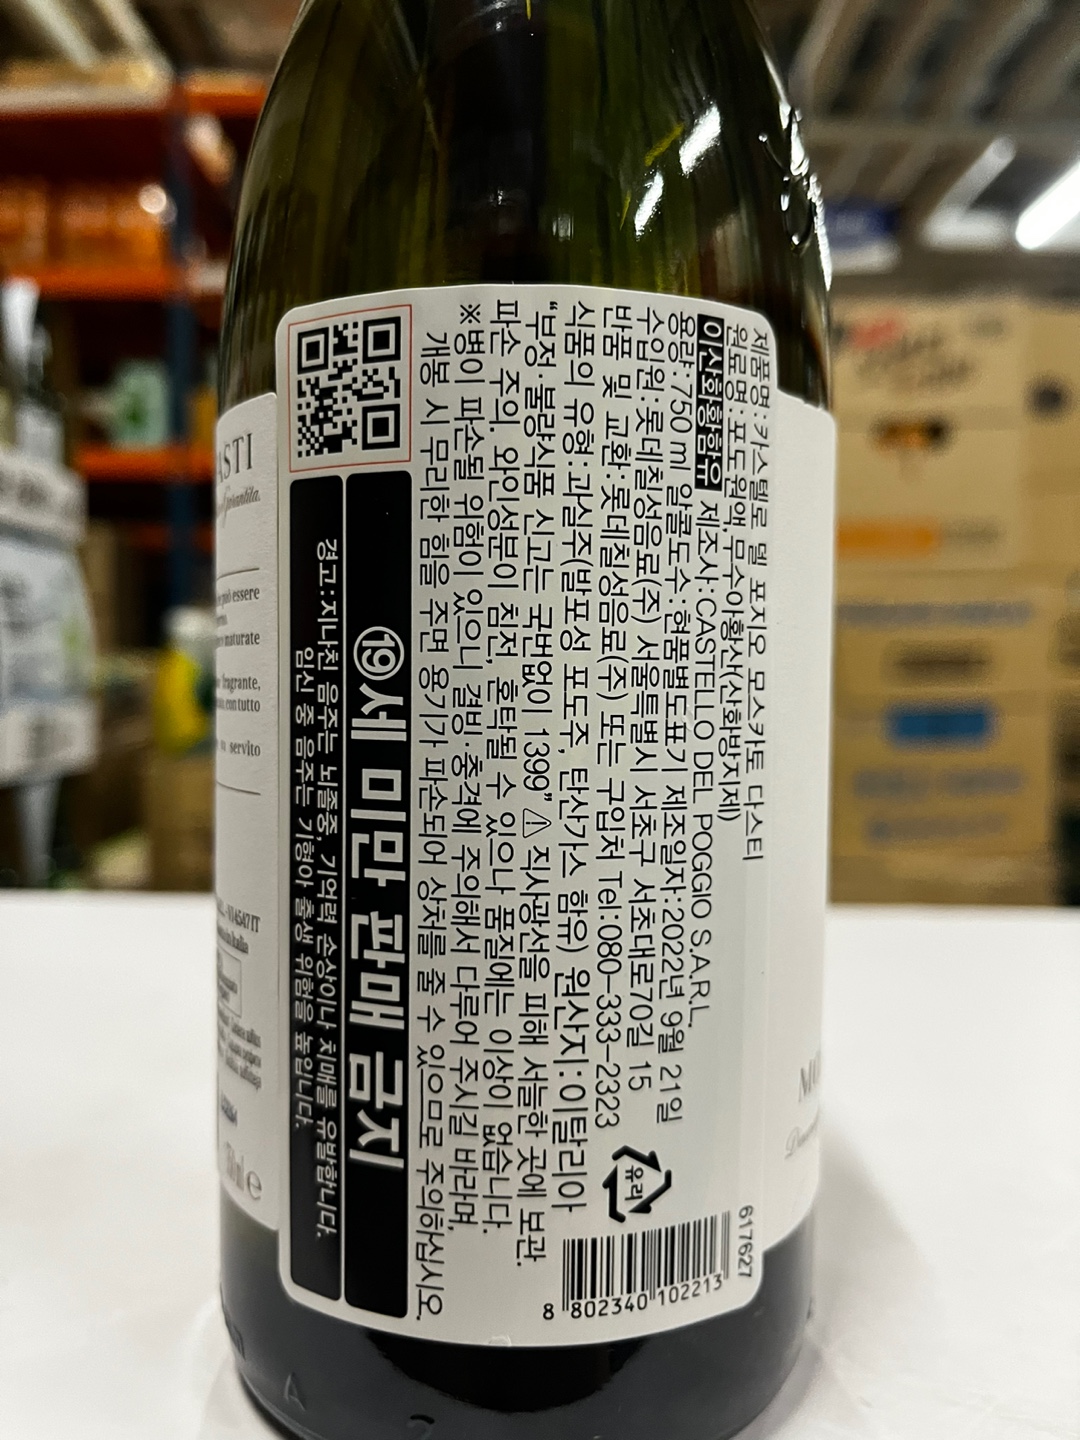 제품명:카스텔로 델 포지오 모스카토 다스티
원료명:포도원액,무수아황산(산화방지제)
이산화황함유 제조사:CASTELLO DEL POGGIO S.A.R.L.
용량:750 ml 알콜도수:현품별도표기 제조일자:2022년 9월 21일
수입원:롯데칠성음료(주) 서울특별시 서초구 서초대로70길 15
반품 및 교환:롯데칠성음료(주) 또는 구입처 Tel:080-333-2323
식품의 유형:과실주(발포성 포도주, 탄산가스 함유) 원산지:이탈리아
"부정·불량식품 신고는 국번없이 1399" ⚠ 직사광선을 피해 서늘한 곳에 보관.
파손 주의. 와인성분이 침전, 혼탁될 수 있으나 품질에는 이상이 없습니다.
※병이 파손될 위험이 있으니 결빙·충격에 주의해서 다루어 주시길 바라며,
개봉 시 무리한 힘을 주면 용기가 파손되어 상처를 줄 수 있으므로 주의하십시오.
⑲세 미만 판매 금지
경고:지나친 음주는 뇌졸중, 기억력 손상이나 치매를 유발합니다.
임신 중 음주는 기형아 출생 위험을 높입니다.
유리
617627
8 802340 102213
ASTI
Garantita
può essere
maturate
fragrante,
con tutto
servito